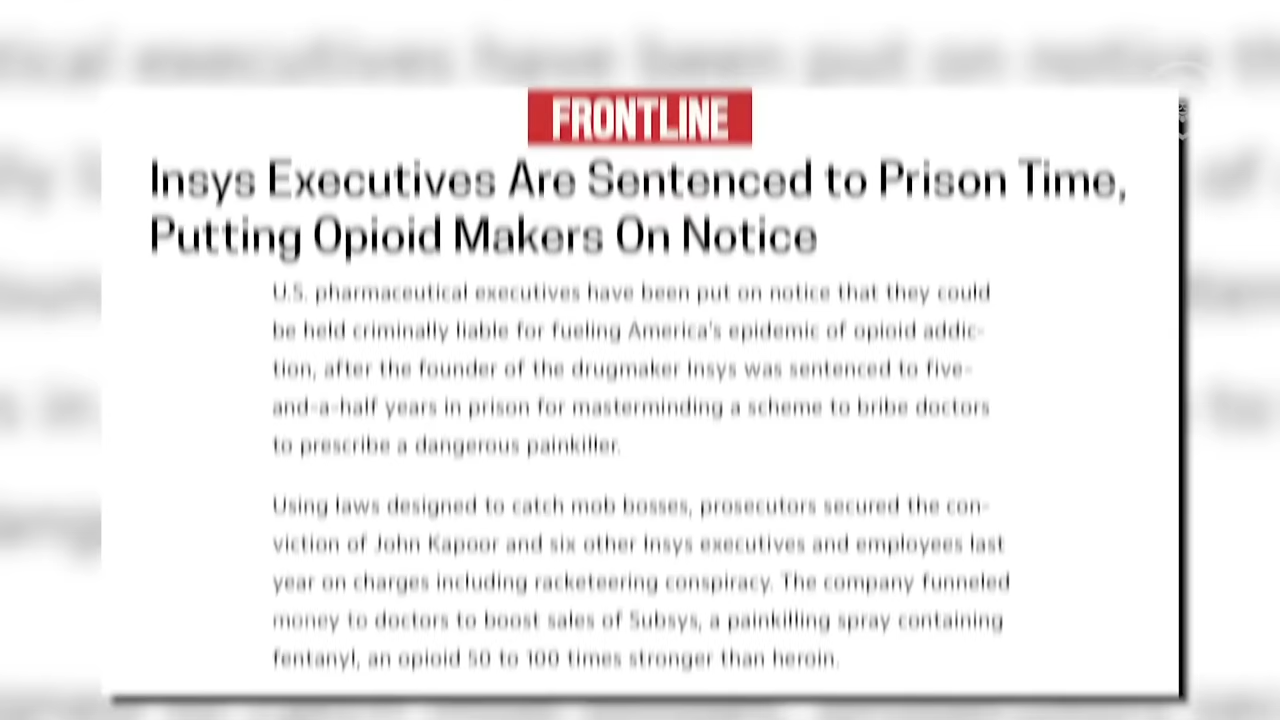 FRONTLINE
Insys Executives Are Sentenced to Prison Time,
Putting Opioid Makers On Notice
U.S. pharmaceutical executives have been put on notice that they could
be held criminally liable for fueling America's epidemic of opioid addic-
tion, after the founder of the drugmaker Insys was sentenced to five-
and-a-half years in prison for masterminding a scheme to bribe doctors
to prescribe a dangerous painkiller.
Using laws designed to catch mob bosses, prosecutors secured the con-
viction of John Kapoor and six other Insys executives and employees last
year on charges including racketeering conspiracy. The company funneled
money to doctors to boost sales of Subsys, a painkilling spray containing
fentanyl, an opioid 50 to 100 times stronger than heroin.